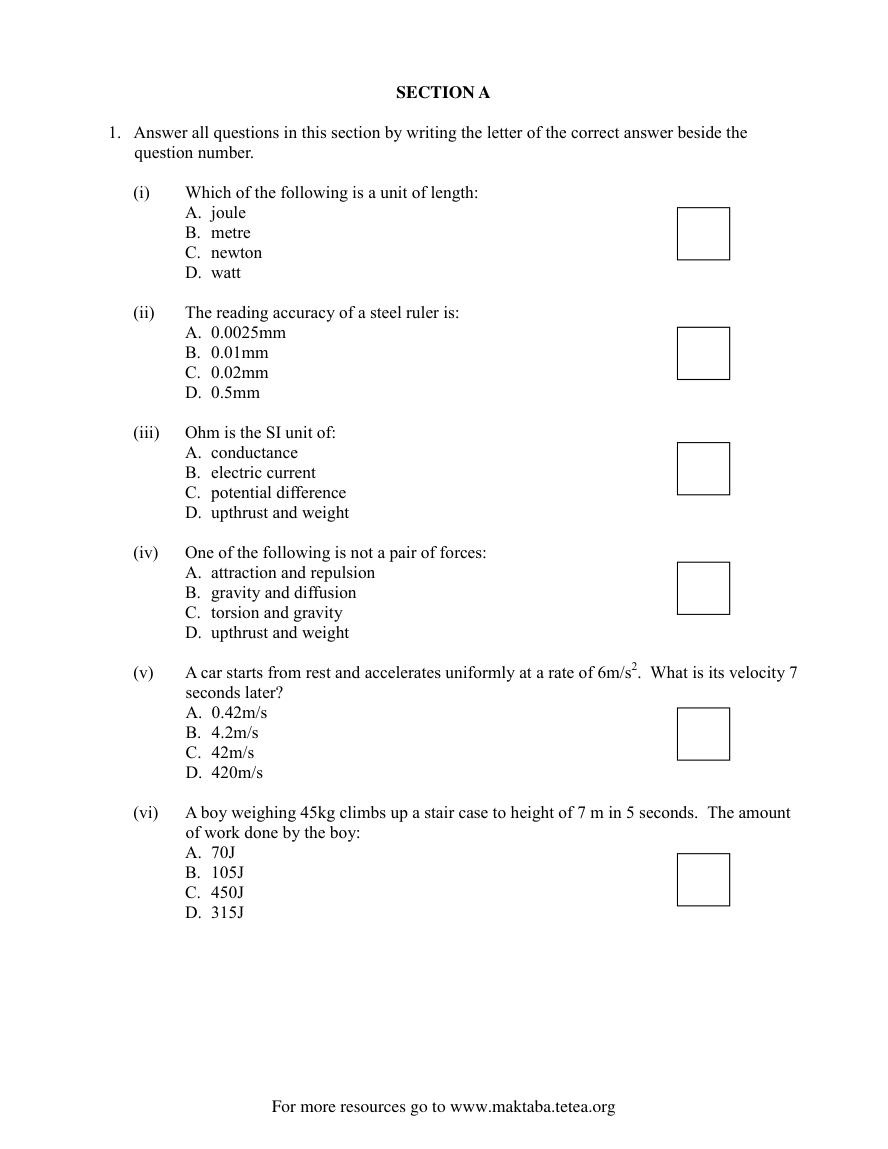 SECTION A
1. Answer all questions in this section by writing the letter of the correct answer beside the
question number.
(i) Which of the following is a unit of length:
A. joule
B. metre
C. newton
D. watt
(ii) The reading accuracy of a steel ruler is:
A. 0.0025mm
B. 0.01mm
C. 0.02mm
D. 0.5mm
(iii) Ohm is the SI unit of:
A. conductance
B. electric current
C. potential difference
D. upthrust and weight
(iv) One of the following is not a pair of forces:
A. attraction and repulsion
B. gravity and diffusion
C. torsion and gravity
D. upthrust and weight
(v) A car starts from rest and accelerates uniformly at a rate of 6m/s². What is its velocity 7
seconds later?
A. 0.42m/s
B. 4.2m/s
C. 42m/s
D. 420m/s
(vi) A boy weighing 45kg climbs up a stair case to height of 7 m in 5 seconds. The amount
of work done by the boy:
A. 70J
B. 105J
C. 450J
D. 315J
For more resources go to www.maktaba.tetea.org